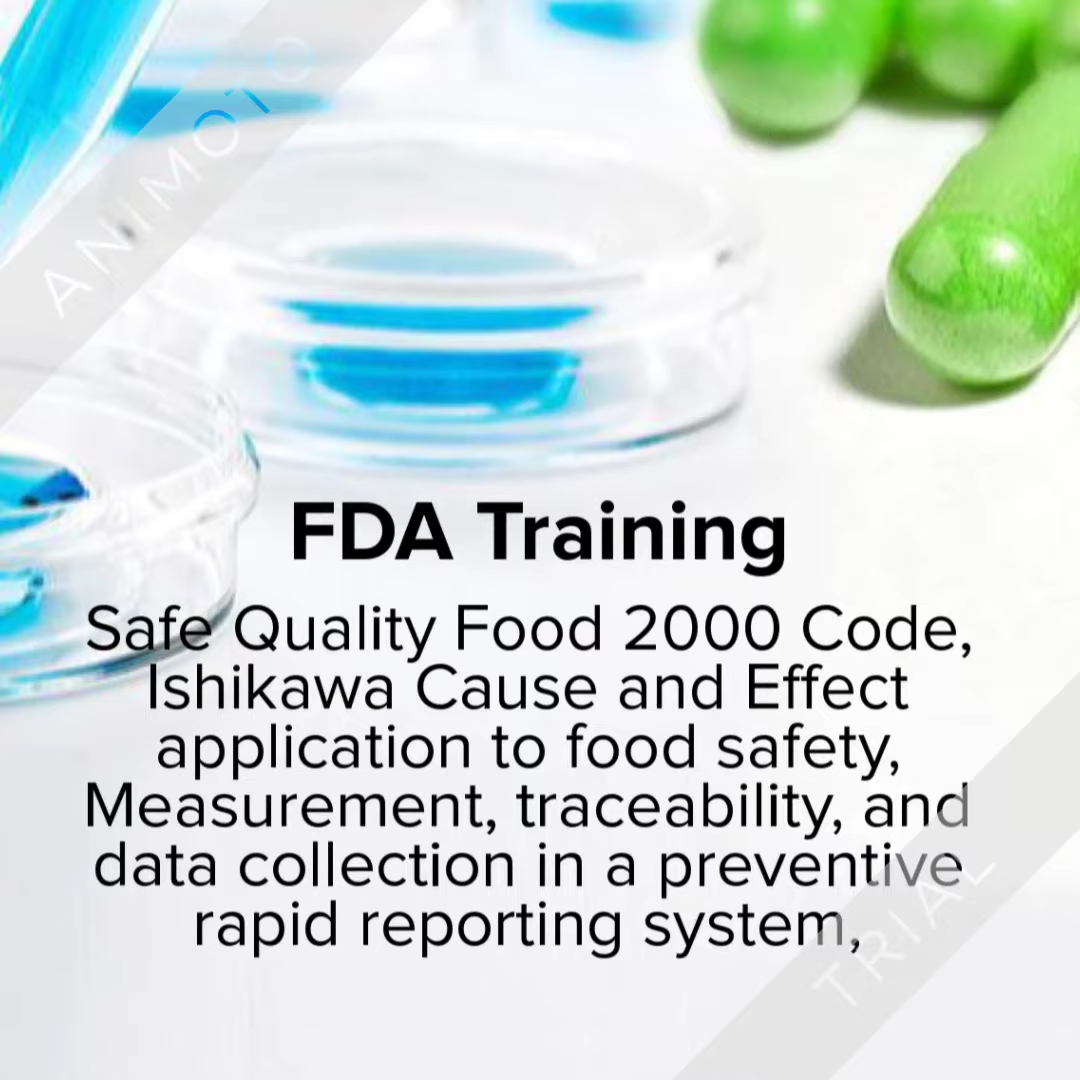 ANIMOTO
FDA Training
Safe Quality Food 2000 Code,
Ishikawa Cause and Effect
application to food safety,
Measurement, traceability, and
data collection in a preventive
rapid reporting system,
TRIAL